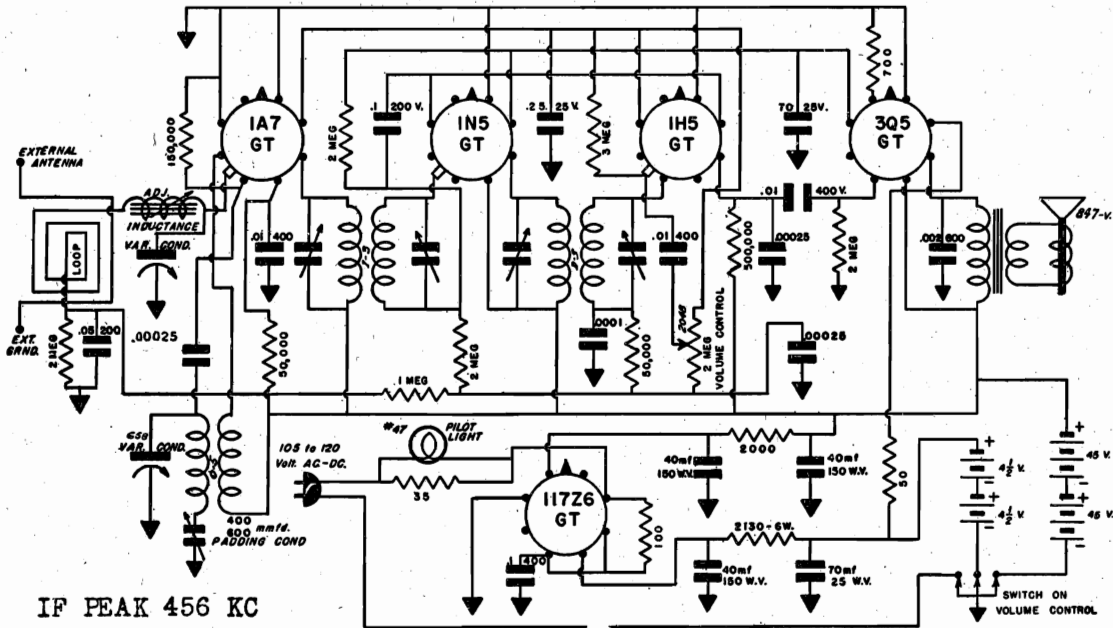 EXTERNAL
ANTENNA
ADJ.
INDUCTANCE
VAR. COND.
LOOP
EXT.
GRND.
2 MEG
.05 200
.00025
658
VAR. COND.
400
600 mmfd.
PADDING COND
150,000
1A7
GT
.01 400
50,000
2 MEG
.1 200 V.
1N5
GT
.25 25 V.
3 MEG
1H5
GT
70 25V.
700
3Q5
GT
.01 400 V.
2 MEG
.00025
500,000
.01 400
2 MEG
VOLUME CONTROL
.0001
50,000
2 MEG
.1 MEG
.00025
.002 600
847-V.
105 to 120
Volt. AC-DC.
#47
PILOT
LIGHT
35
117Z6
GT
100
.1 400
2000
40mf
150 W.V.
40mf
150 W.V.
2130-6W.
40mf
150 W.V.
70mf
25 W.V.
50
4½ V.
4½ V.
45 V.
45 V.
SWITCH ON
VOLUME CONTROL
IF PEAK 456 KC